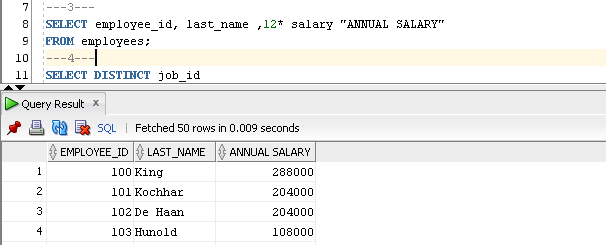 7 ---3---
8 SELECT employee_id, last_name ,12* salary "ANNUAL SALARY"
9 FROM employees;
10 ---4---
11 SELECT DISTINCT job_id
Query Result x
SQL | Fetched 50 rows in 0.009 seconds
EMPLOYEE_ID LAST_NAME ANNUAL SALARY
1 100 King 288000
2 101 Kochhar 204000
3 102 De Haan 204000
4 103 Hunold 108000